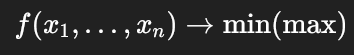 f(x₁, . . . , xₙ) → min(max)